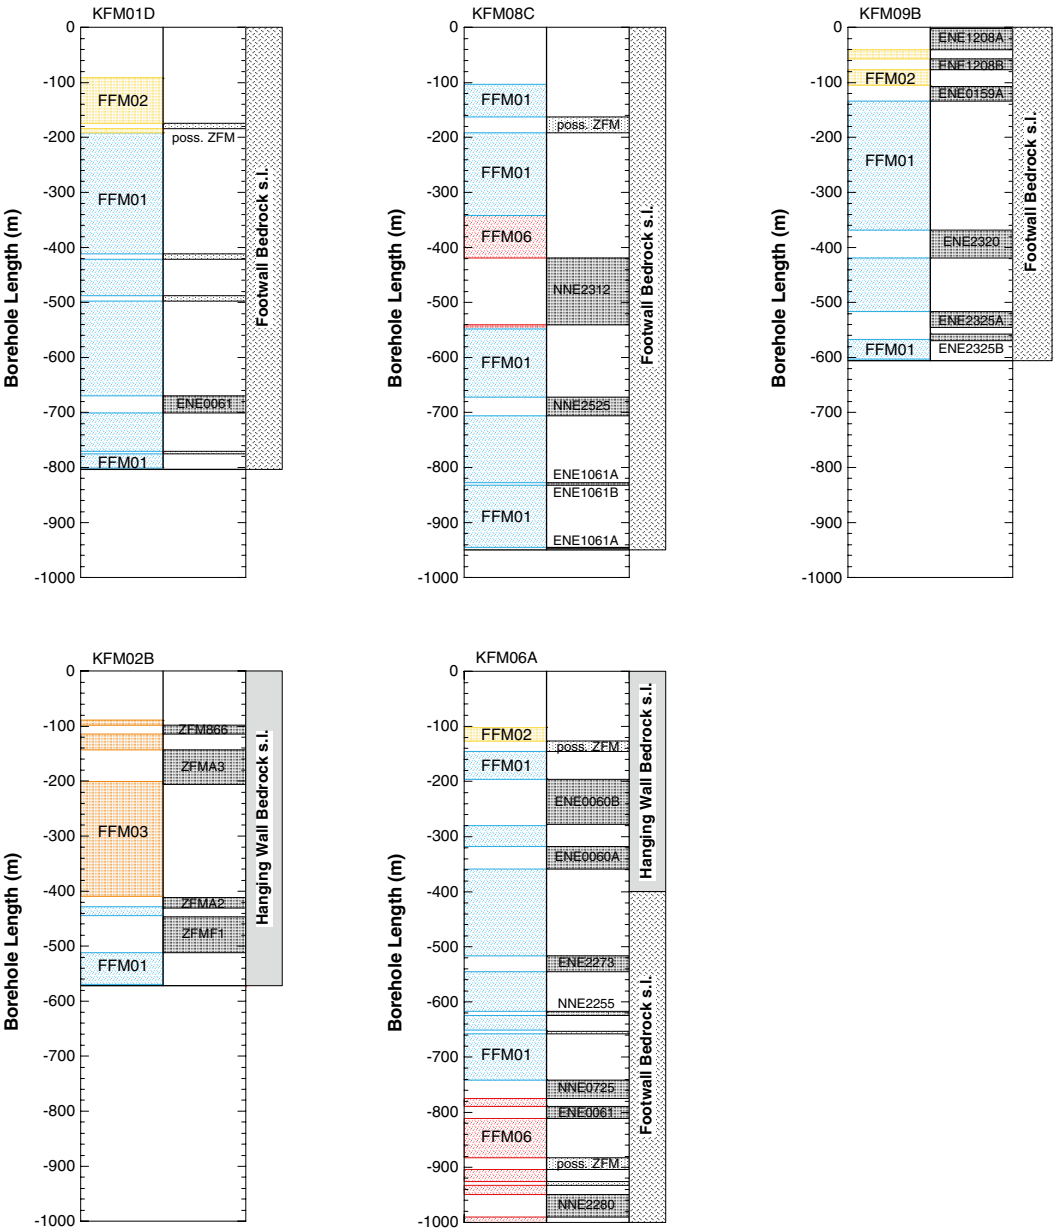 KFM01D
Borehole Length (m)
0
-100
-200
-300
-400
-500
-600
-700
-800
-900
-1000
FFM02
FFM01
FFM01
poss. ZFM
ENE0061
Footwall Bedrock s.l.
KFM08C
Borehole Length (m)
0
-100
-200
-300
-400
-500
-600
-700
-800
-900
-1000
FFM01
FFM01
FFM06
FFM01
FFM01
poss. ZFM
NNE2312
NNE2525
ENE1061A
ENE1061B
ENE1061A
Footwall Bedrock s.l.
KFM09B
Borehole Length (m)
0
-100
-200
-300
-400
-500
-600
-700
-800
-900
-1000
FFM02
FFM01
FFM01
ENE1208A
ENE1208B
ENE0159A
ENE2320
ENE2325A
ENE2325B
Footwall Bedrock s.l.
KFM02B
Borehole Length (m)
0
-100
-200
-300
-400
-500
-600
-700
-800
-900
-1000
FFM03
FFM01
ZFM866
ZFMA3
ZFMA2
ZFMF1
Hanging Wall Bedrock s.l.
KFM06A
Borehole Length (m)
0
-100
-200
-300
-400
-500
-600
-700
-800
-900
-1000
FFM02
FFM01
FFM01
FFM06
poss. ZFM
ENE0060B
ENE0060A
ENE2273
NNE2255
NNE0725
ENE0061
poss. ZFM
NNE2280
Hanging Wall Bedrock s.l.
Footwall Bedrock s.l.